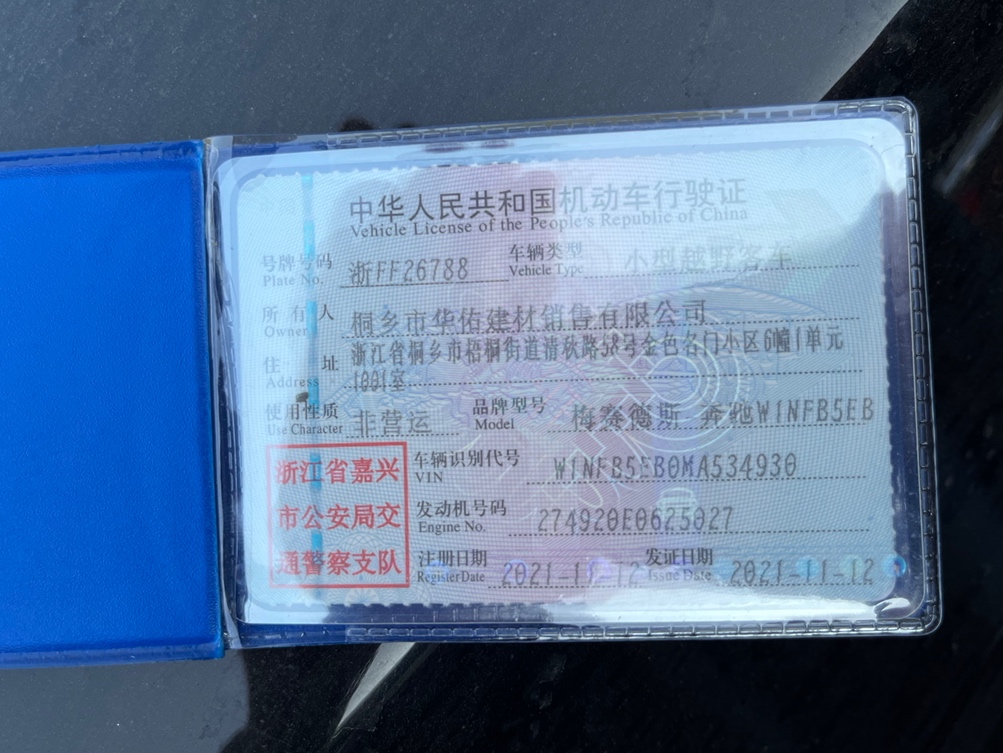 中华人民共和国机动车行驶证
Vehicle License of the People's Republic of China
号牌号码 浙FF26788 车辆类型 小型越野客车
Plate No. Vehicle Type
所有人 桐乡市华佑建材销售有限公司
Owner
住址 浙江省桐乡市梧桐街道清秋路58号金色名门小区6幢1单元
Address 1001室
使用性质 非营运 品牌型号 梅赛德斯 奔驰W1NFB5EB
Use Character Model
浙江省嘉兴
市公安局交
通警察支队
车辆识别代号 W1NFB5EB0MA534930
VIN
发动机号码 274920E0625027
Engine No.
注册日期 2021-11-12 发证日期 2021-11-12
Register Date Issue Date